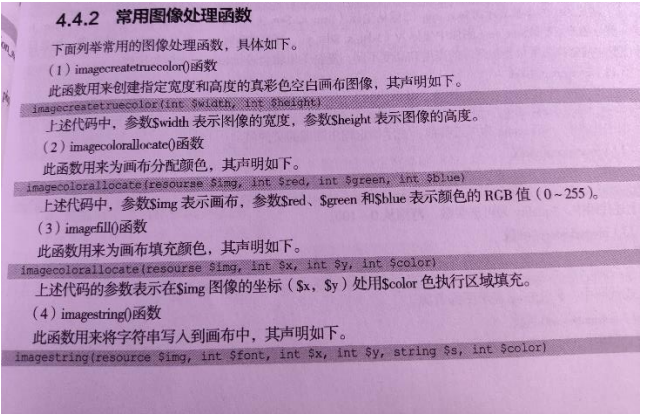 4.4.2 常用图像处理函数
下面列举常用的图像处理函数，具体如下。
（1）imagecreatetruecolor()函数
此函数用来创建指定宽度和高度的真彩色空白画布图像，其声明如下。
imagecreatetruecolor(int $width, int $height)
上述代码中，参数$width 表示图像的宽度，参数$height 表示图像的高度。
（2）imagecolorallocate()函数
此函数用来为画布分配颜色，其声明如下。
imagecolorallocate(resourse $img, int $red, int $green, int $blue)
上述代码中，参数$img 表示画布，参数$red、$green 和$blue 表示颜色的 RGB 值（0~255）。
（3）imagefill()函数
此函数用来为画布填充颜色，其声明如下。
imagecolorallocate(resourse $img, int $x, int $y, int $color)
上述代码的参数表示在$img 图像的坐标（$x，$y）处用$color 色执行区域填充。
（4）imagestring()函数
此函数用来将字符串写入到画布中，其声明如下。
imagestring(resource $img, int $font, int $x, int $y, string $s, int $color)